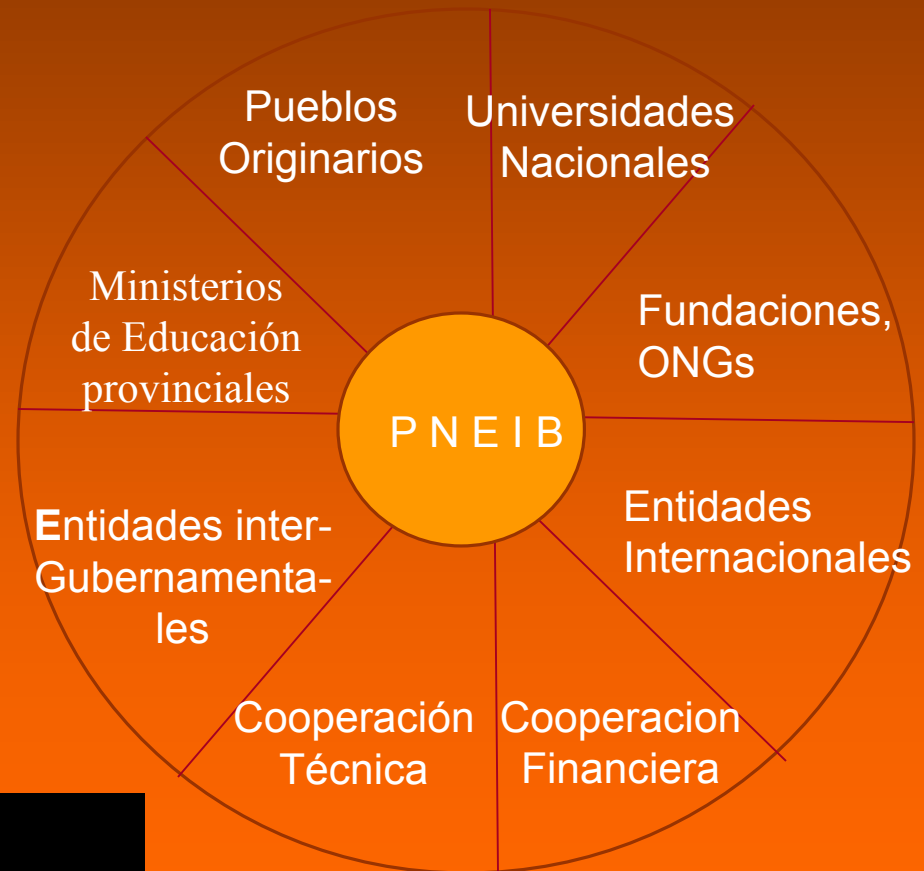 Pueblos
Originarios
Universidades
Nacionales
Ministerios
de Educación
provinciales
Fundaciones,
ONGs
P N E I B
Entidades inter-
Gubernamenta-
les
Entidades
Internacionales
Cooperación
Técnica
Cooperacion
Financiera